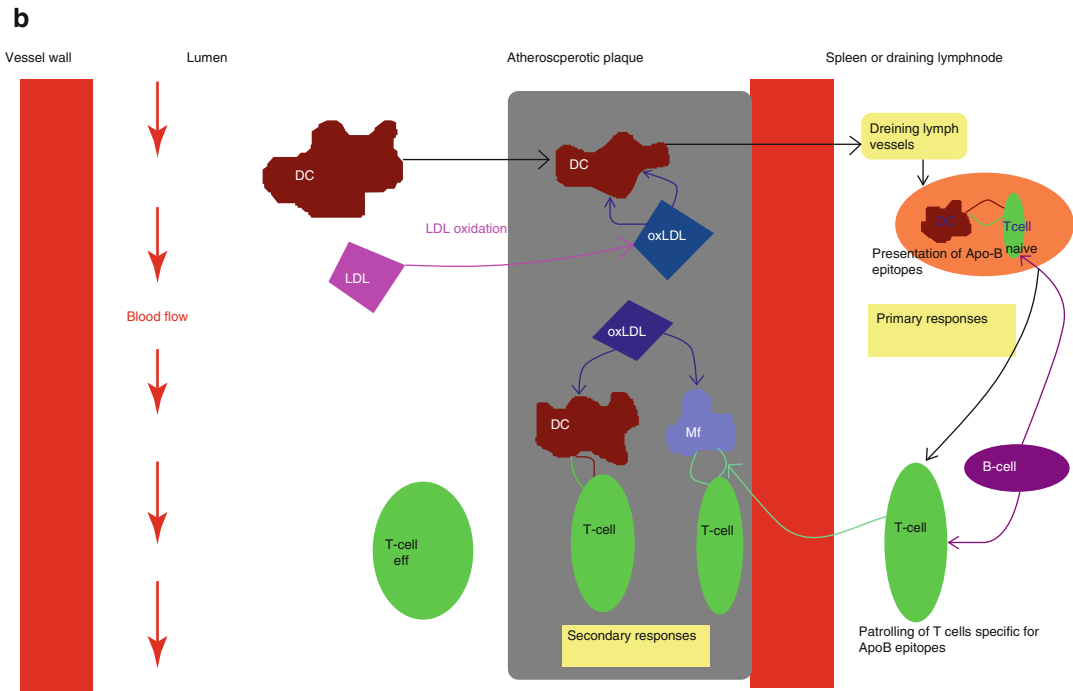 b
Vessel wall
Lumen
Atheroscperotic plaque
Spleen or draining lymphnode
DC
DC
Dreining lymph
vessels
LDL oxidation
oxLDL
LDL
DC
Tcell
naive
Presentation of Apo-B
epitopes
Blood flow
oxLDL
Primary responses
DC
Mf
B-cell
T-cell
eff
T-cell
T-cell
T-cell
Secondary responses
Patrolling of T cells specific for
ApoB epitopes